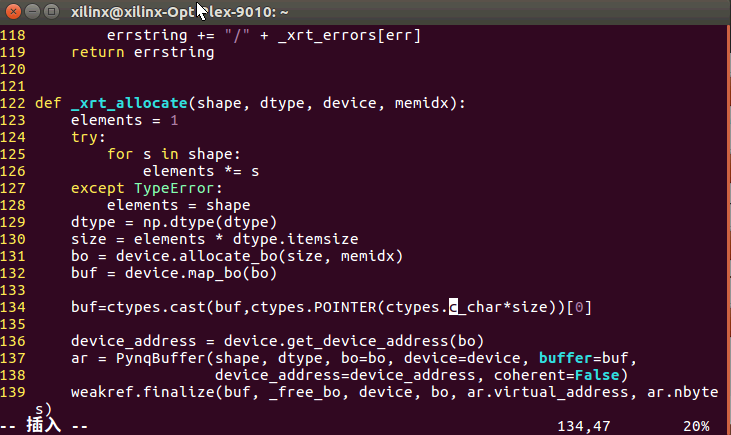 xilinx@xilinx-OptiPlex-9010: ~
118         errstring += "/" + _xrt_errors[err]
119     return errstring
120
121
122 def _xrt_allocate(shape, dtype, device, memidx):
123     elements = 1
124     try:
125         for s in shape:
126             elements *= s
127     except TypeError:
128         elements = shape
129     dtype = np.dtype(dtype)
130     size = elements * dtype.itemsize
131     bo = device.allocate_bo(size, memidx)
132     buf = device.map_bo(bo)
133
134     buf=ctypes.cast(buf,ctypes.POINTER(ctypes.c_char*size))[0]
135
136     device_address = device.get_device_address(bo)
137     ar = PynqBuffer(shape, dtype, bo=bo, device=device, buffer=buf,
138                     device_address=device_address, coherent=False)
139     weakref.finalize(buf, _free_bo, device, bo, ar.virtual_address, ar.nbyte
s)
-- 插入 -- 134,47 20%